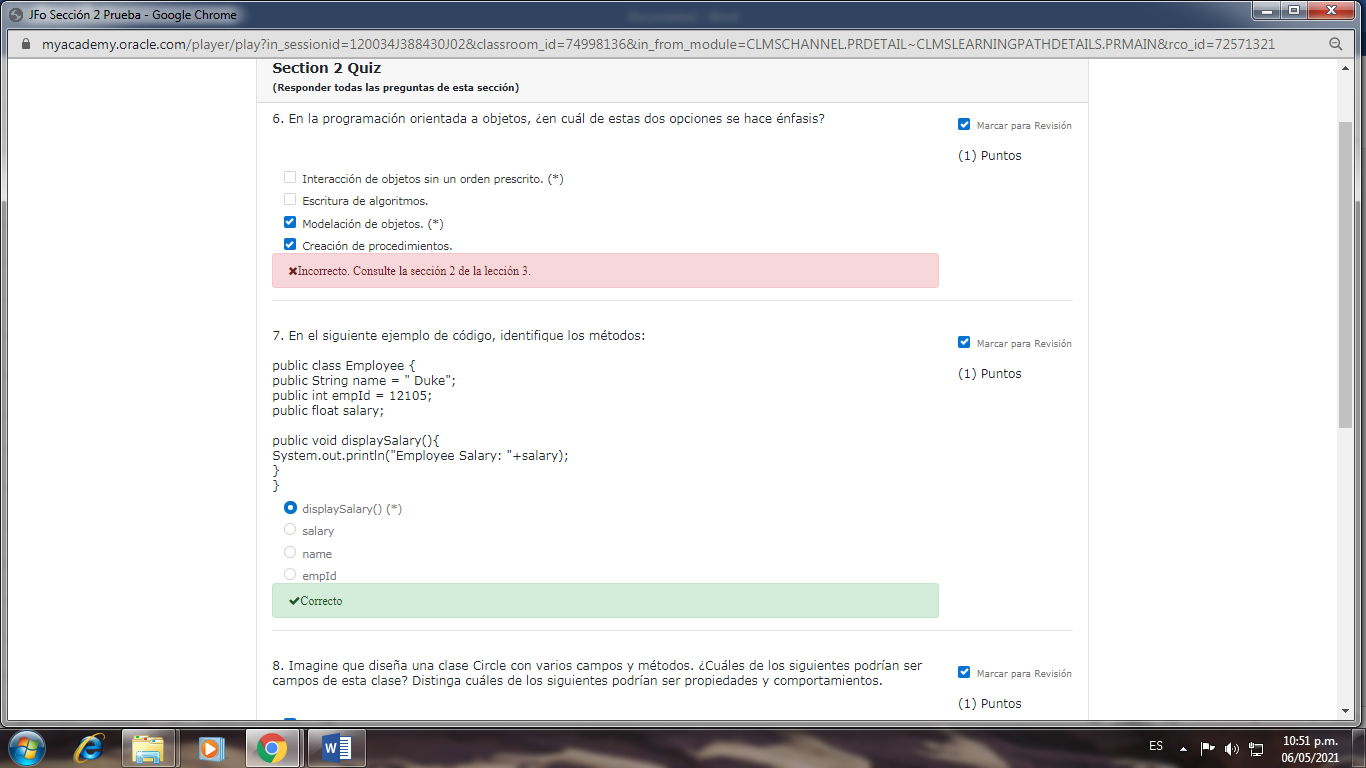 JFo Sección 2 Prueba - Google Chrome
myacademy.oracle.com/player/play?in_sessionid=120034J388430J02&classroom_id=74998136&in_from_module=CLMSCHANNEL.PRDETAIL~CLMSLEARNINGPATHDETAILS.PRMAIN&rco_id=72571321
Section 2 Quiz
(Responder todas las preguntas de esta sección)
6. En la programación orientada a objetos, ¿en cuál de estas dos opciones se hace énfasis?
Marcar para Revisión
(1) Puntos
Interacción de objetos sin un orden prescrito. (*)
Escritura de algoritmos.
Modelación de objetos. (*)
Creación de procedimientos.
Incorrecto. Consulte la sección 2 de la lección 3.
7. En el siguiente ejemplo de código, identifique los métodos:
Marcar para Revisión
(1) Puntos
public class Employee {
public String name = " Duke";
public int empId = 12105;
public float salary;
public void displaySalary(){
System.out.println("Employee Salary: "+salary);
}
}
displaySalary() (*)
salary
name
empId
Correcto
8. Imagine que diseña una clase Circle con varios campos y métodos. ¿Cuáles de los siguientes podrían ser
campos de esta clase? Distinga cuáles de los siguientes podrían ser propiedades y comportamientos.
Marcar para Revisión
(1) Puntos
ES
10:51 p.m.
06/05/2021